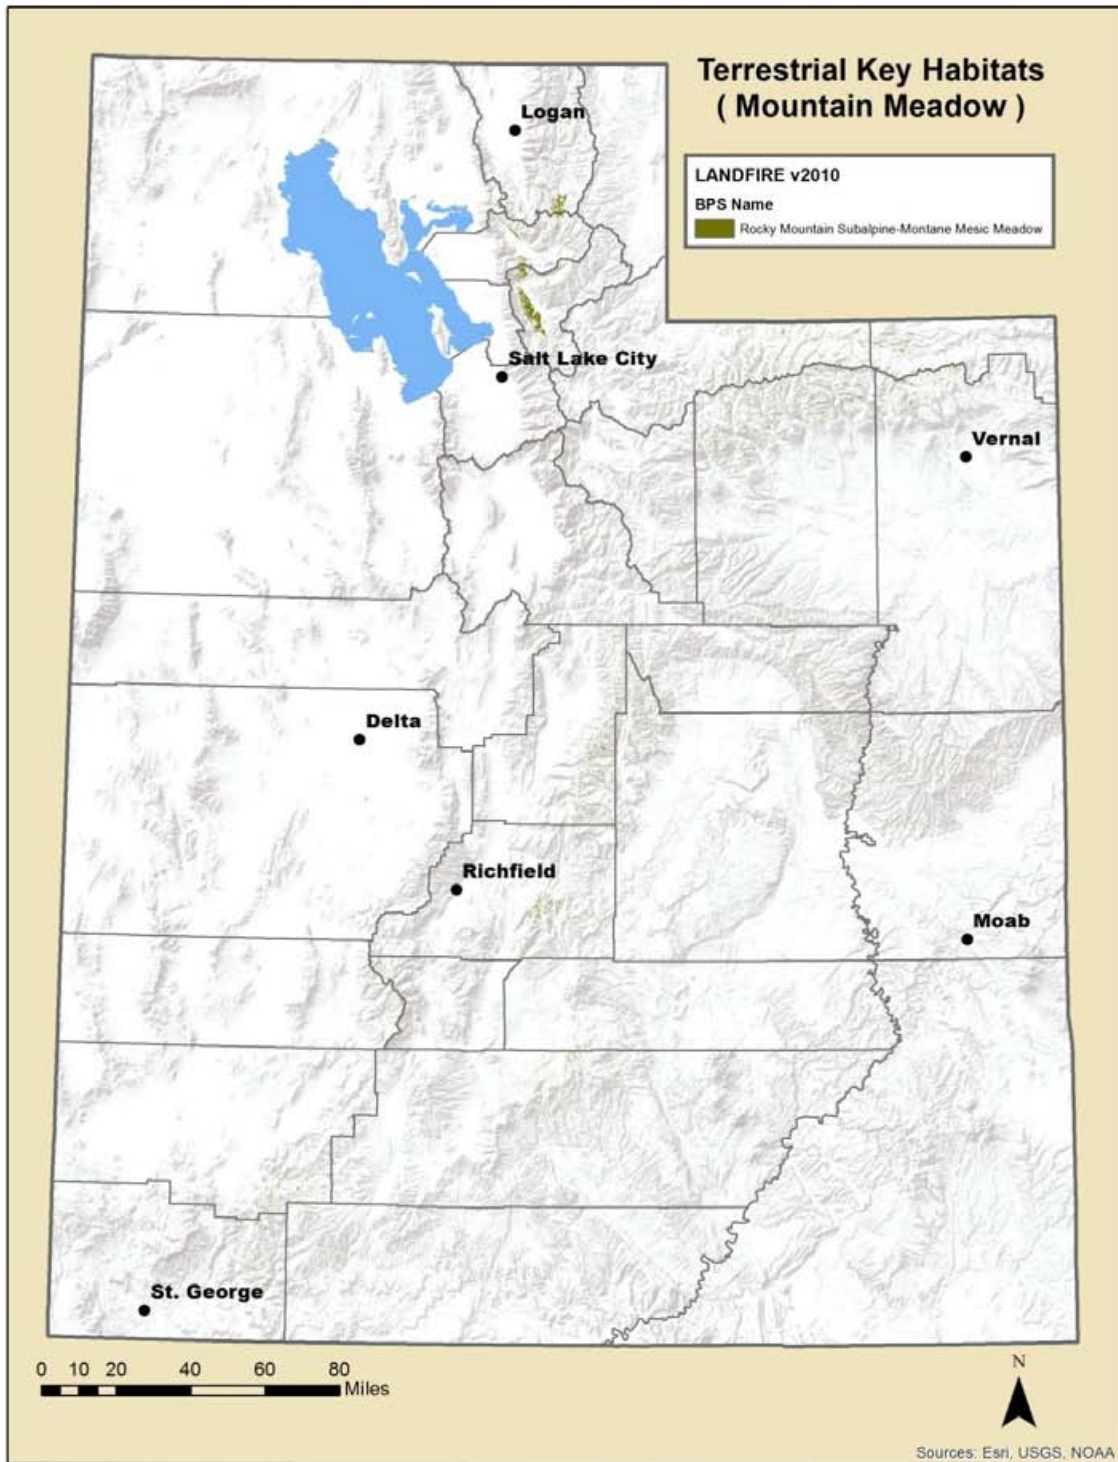 Terrestrial Key Habitats
( Mountain Meadow )
LANDFIRE v2010
BPS Name
Rocky Mountain Subalpine-Montane Mesic Meadow
Logan
Salt Lake City
Vernal
Delta
Richfield
Moab
St. George
0 10 20 40 60 80
Miles
N
Sources: Esri, USGS, NOAA